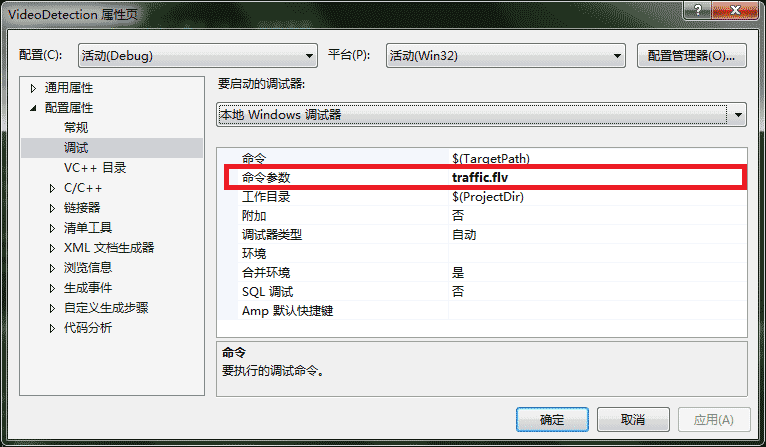 VideoDetection 属性页
配置(C): 活动(Debug) 平台(P): 活动(Win32) 配置管理器(O)...
通用属性
配置属性
常规
调试
VC++ 目录
C/C++
链接器
清单工具
XML 文档生成器
浏览信息
生成事件
自定义生成步骤
代码分析
要启动的调试器:
本地 Windows 调试器
命令 $(TargetPath)
命令参数 traffic.flv
工作目录 $(ProjectDir)
附加 否
调试器类型 自动
环境
合并环境 是
SQL 调试 否
Amp 默认快捷键
命令
要执行的调试命令。
确定 取消 应用(A)